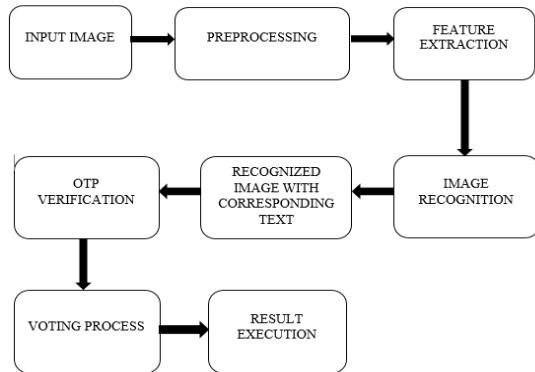 INPUT IMAGE
PREPROCESSING
FEATURE
EXTRACTION
IMAGE
RECOGNITION
RECOGNIZED
IMAGE WITH
CORRESPONDING
TEXT
OTP
VERIFICATION
VOTING PROCESS
RESULT
EXECUTION